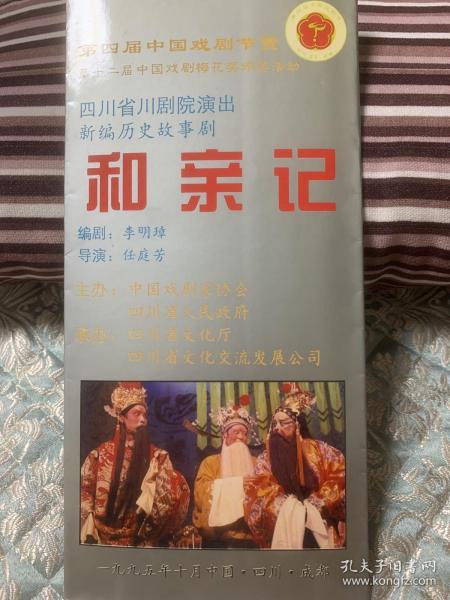 第四届中国戏剧节暨
第十二届中国戏剧梅花奖颁奖活动
四川省川剧院演出
新编历史故事剧
和亲记
编剧：李明璋
导演：任庭芳
主办：中国戏剧家协会
四川省人民政府
承办：四川省文化厅
四川省文化交流发展公司
一九九五年十月中国·四川·成都
孔夫子旧书网
www.kongfz.com